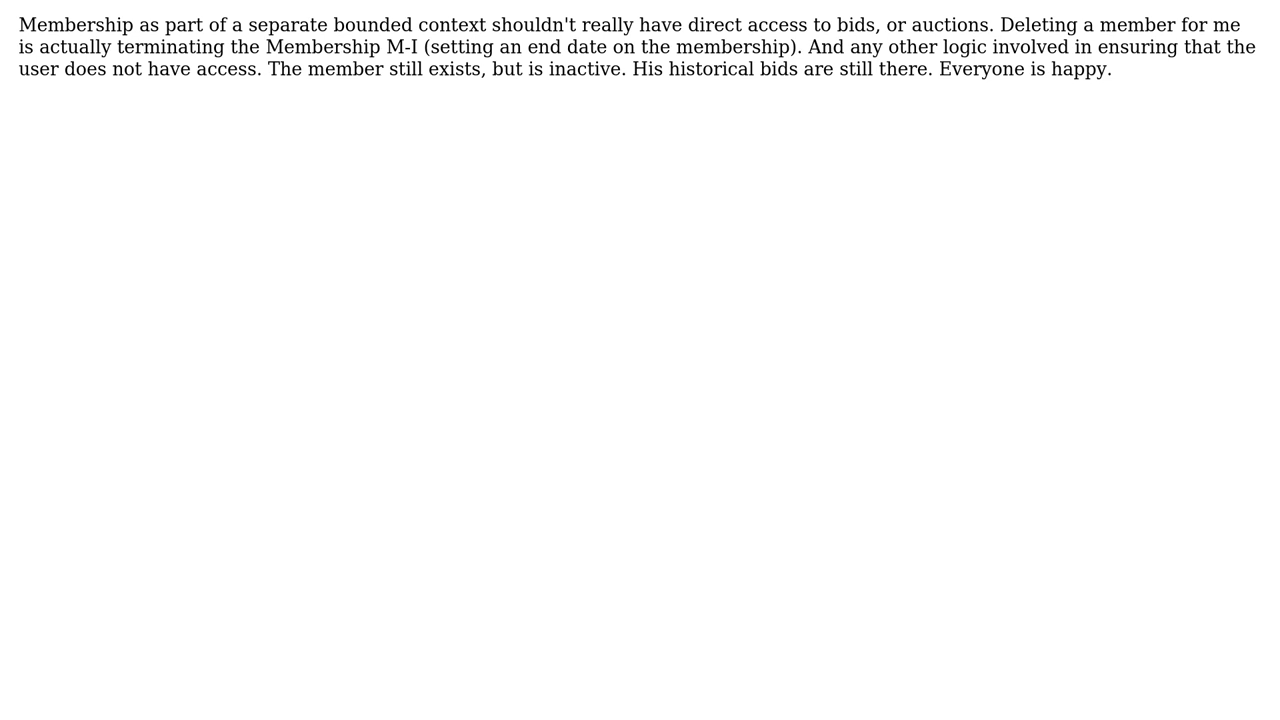 Membership as part of a separate bounded context shouldn't really have direct access to bids, or auctions. Deleting a member for me
is actually terminating the Membership M-I (setting an end date on the membership). And any other logic involved in ensuring that the
user does not have access. The member still exists, but is inactive. His historical bids are still there. Everyone is happy.